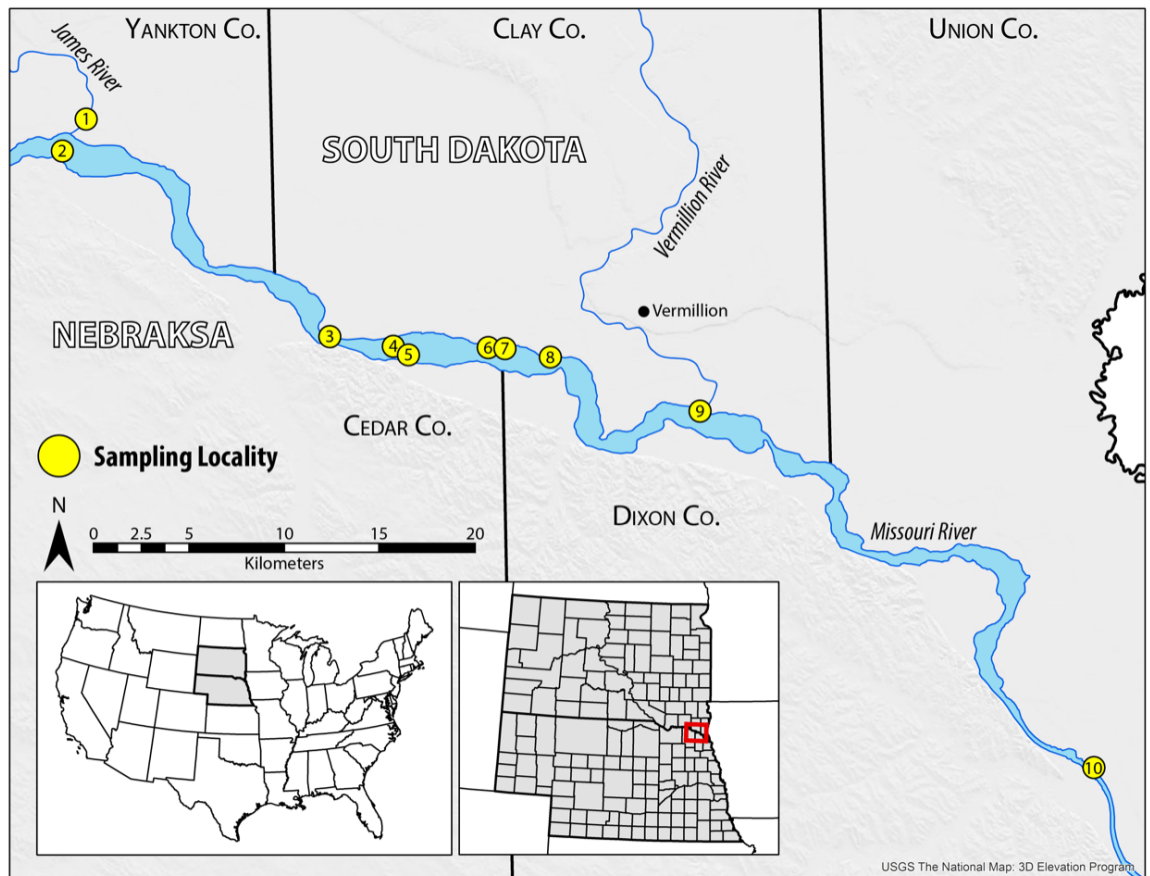 YANKTON CO.
CLAY CO.
UNION CO.
James River
1
2
SOUTH DAKOTA
Vermillion River
Vermillion
NEBRAKSA
3
4
5
6
7
8
9
CEDAR CO.
Sampling Locality
DIXON CO.
N
0 2.5 5 10 15 20
Kilometers
Missouri River
10
USGS The National Map: 3D Elevation Program